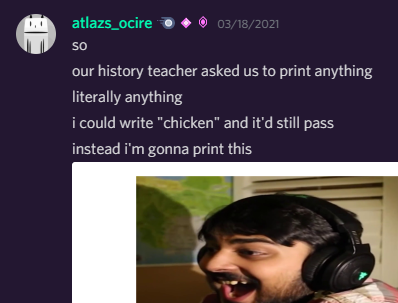 atlazs_ocire 03/18/2021
so
our history teacher asked us to print anything
literally anything
i could write "chicken" and it'd still pass
instead i'm gonna print this